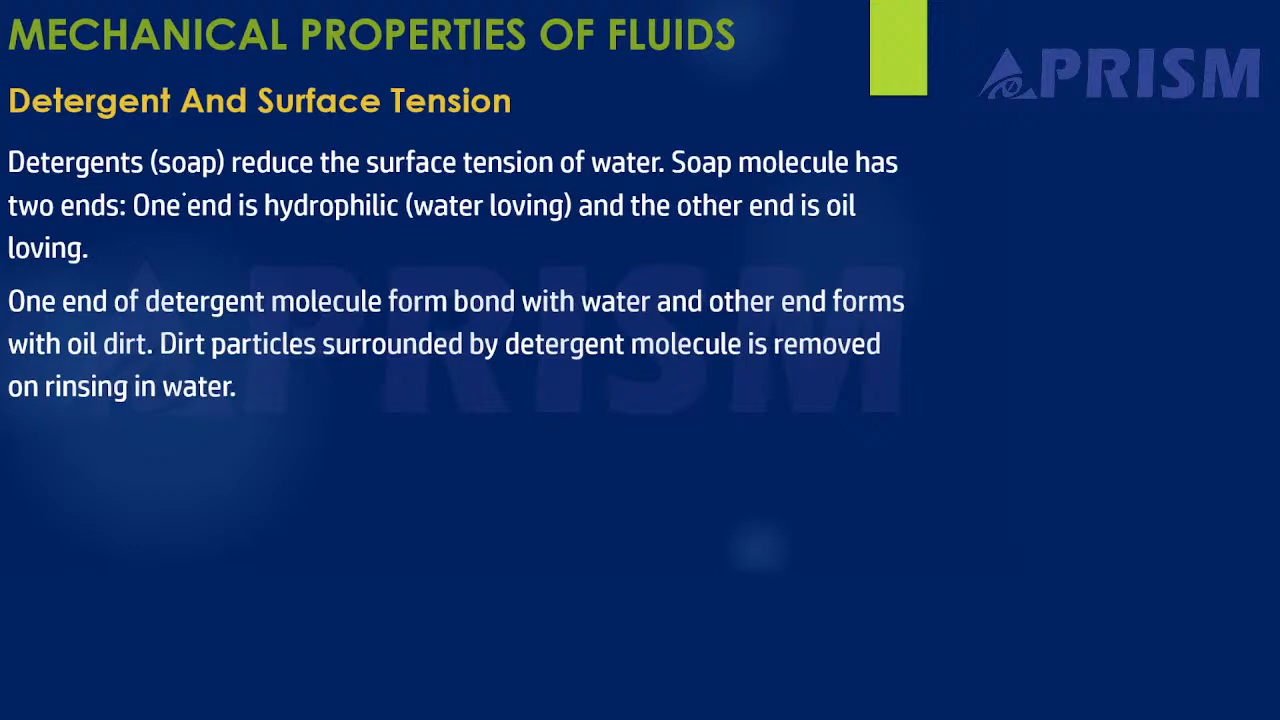 MECHANICAL PROPERTIES OF FLUIDS
PRISM
Detergent And Surface Tension
Detergents (soap) reduce the surface tension of water. Soap molecule has
two ends: One end is hydrophilic (water loving) and the other end is oil
loving.
PRISM
One end of detergent molecule form bond with water and other end forms
with oil dirt. Dirt particles surrounded by detergent molecule is removed
on rinsing in water.